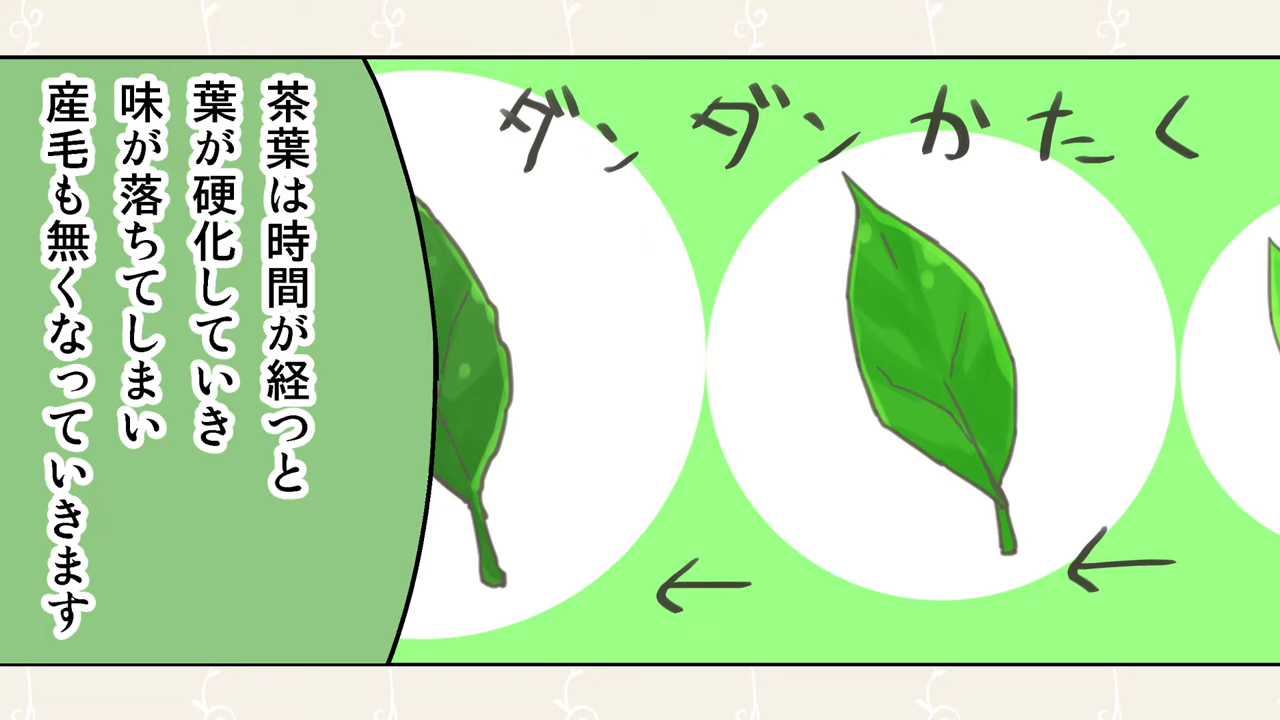 ダンダンかたく
茶葉は時間が経つと
葉が硬化していき
味が落ちてしまい
産毛も無くなっていきます